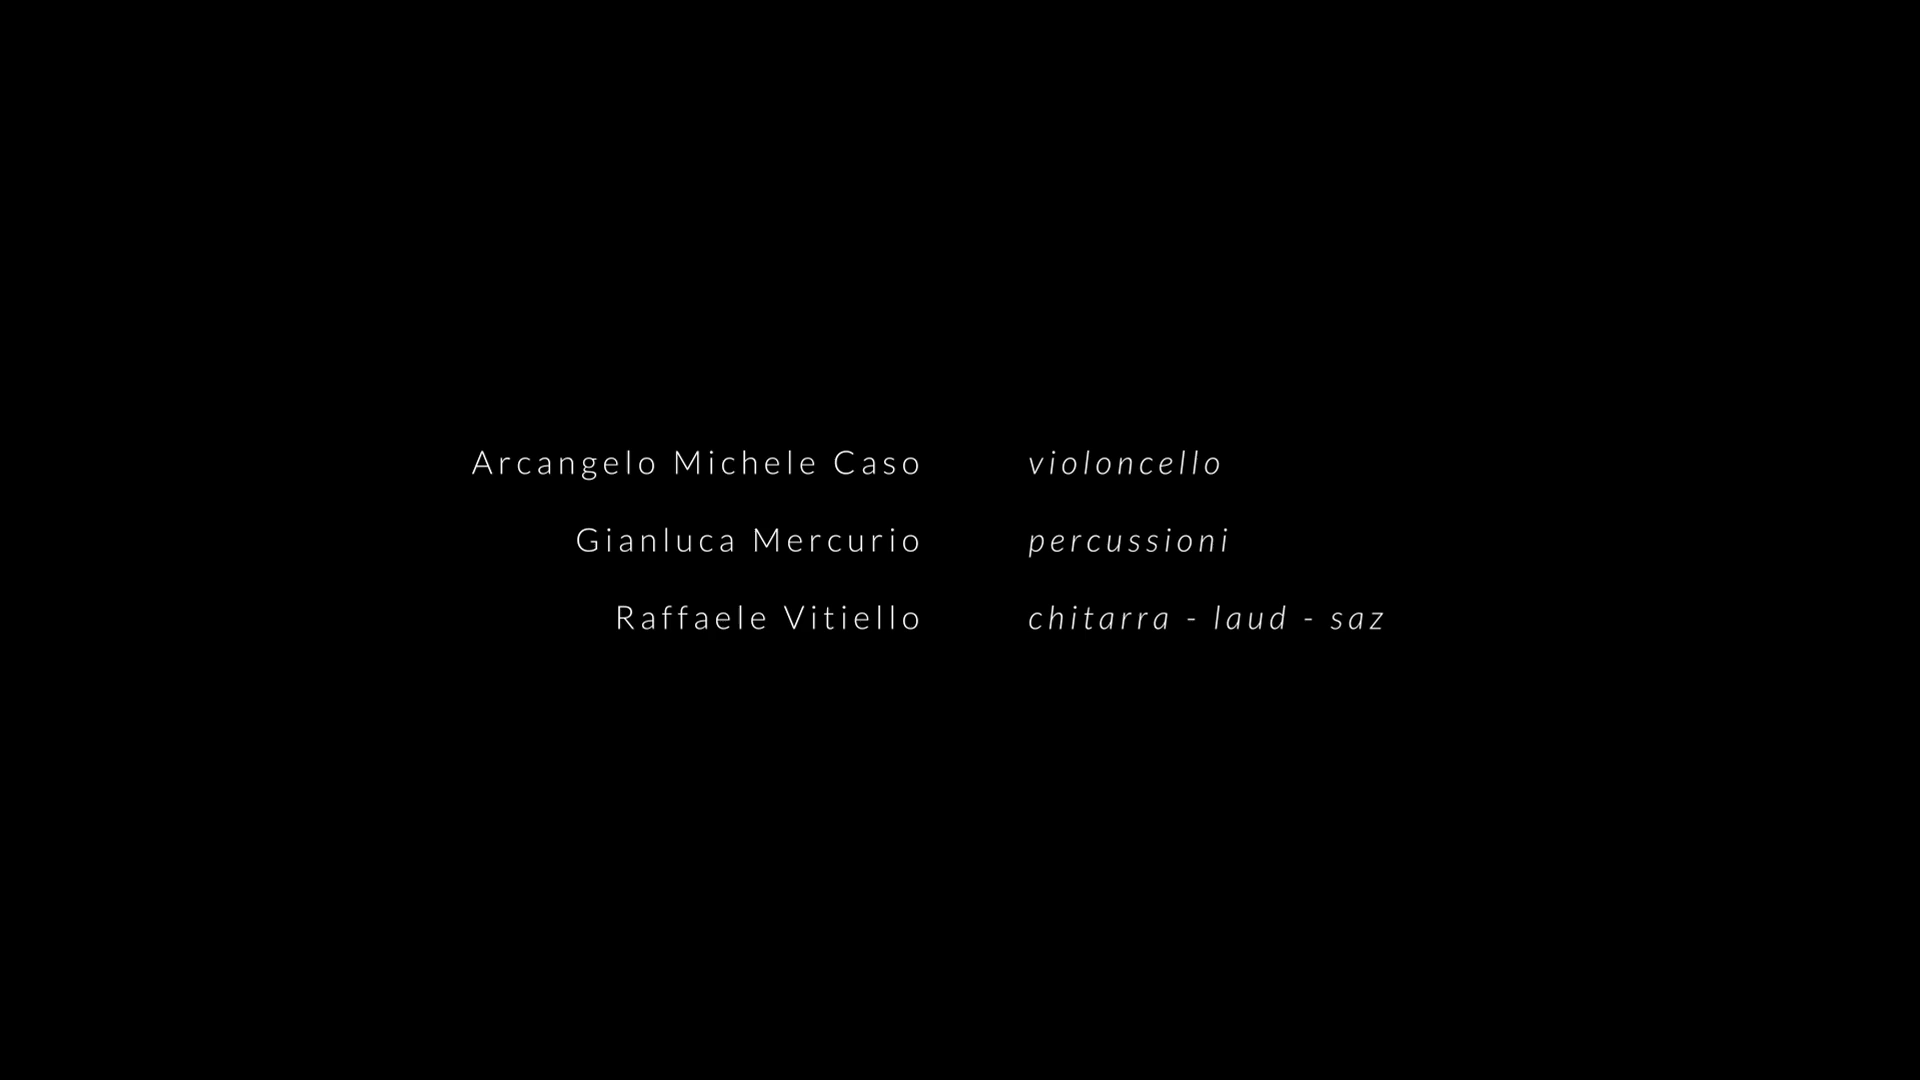 Arcangelo Michele Caso violoncello
Gianluca Mercurio percussioni
Raffaele Vitiello chitarra - laud - saz